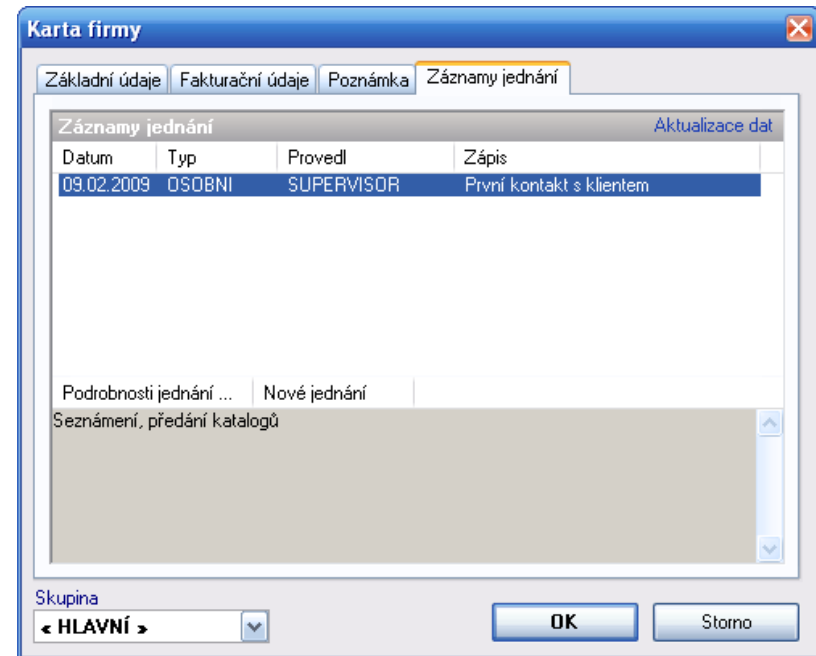 Karta firmy
Základní údaje Fakturační údaje Poznámka Záznamy jednání
Záznamy jednání Aktualizace dat
Datum Typ Provedl Zápis
09.02.2009 OSOBNI SUPERVISOR První kontakt s klientem
Podrobnosti jednání ... Nové jednání
Seznámení, předání katalogů
Skupina
« HLAVNÍ » OK Storno